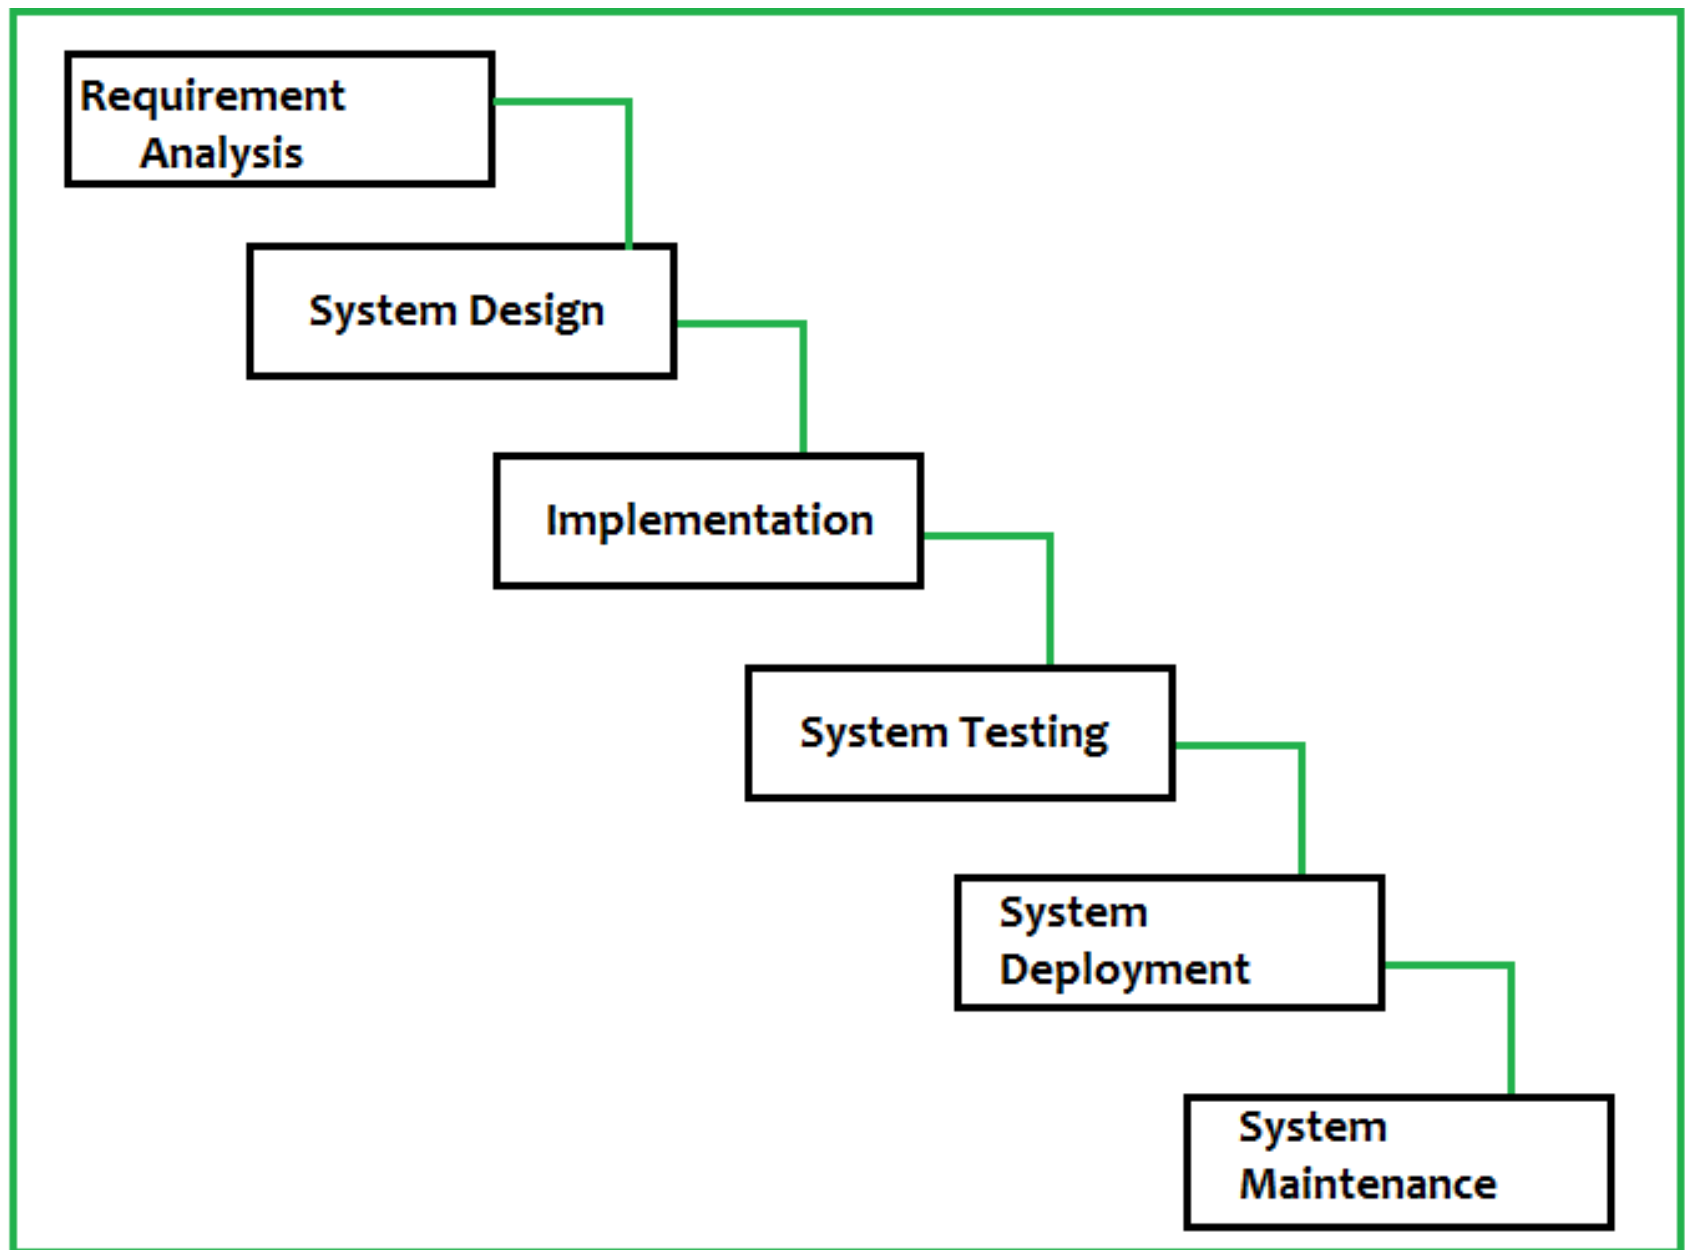 Requirement
Analysis
System Design
Implementation
System Testing
System
Deployment
System
Maintenance